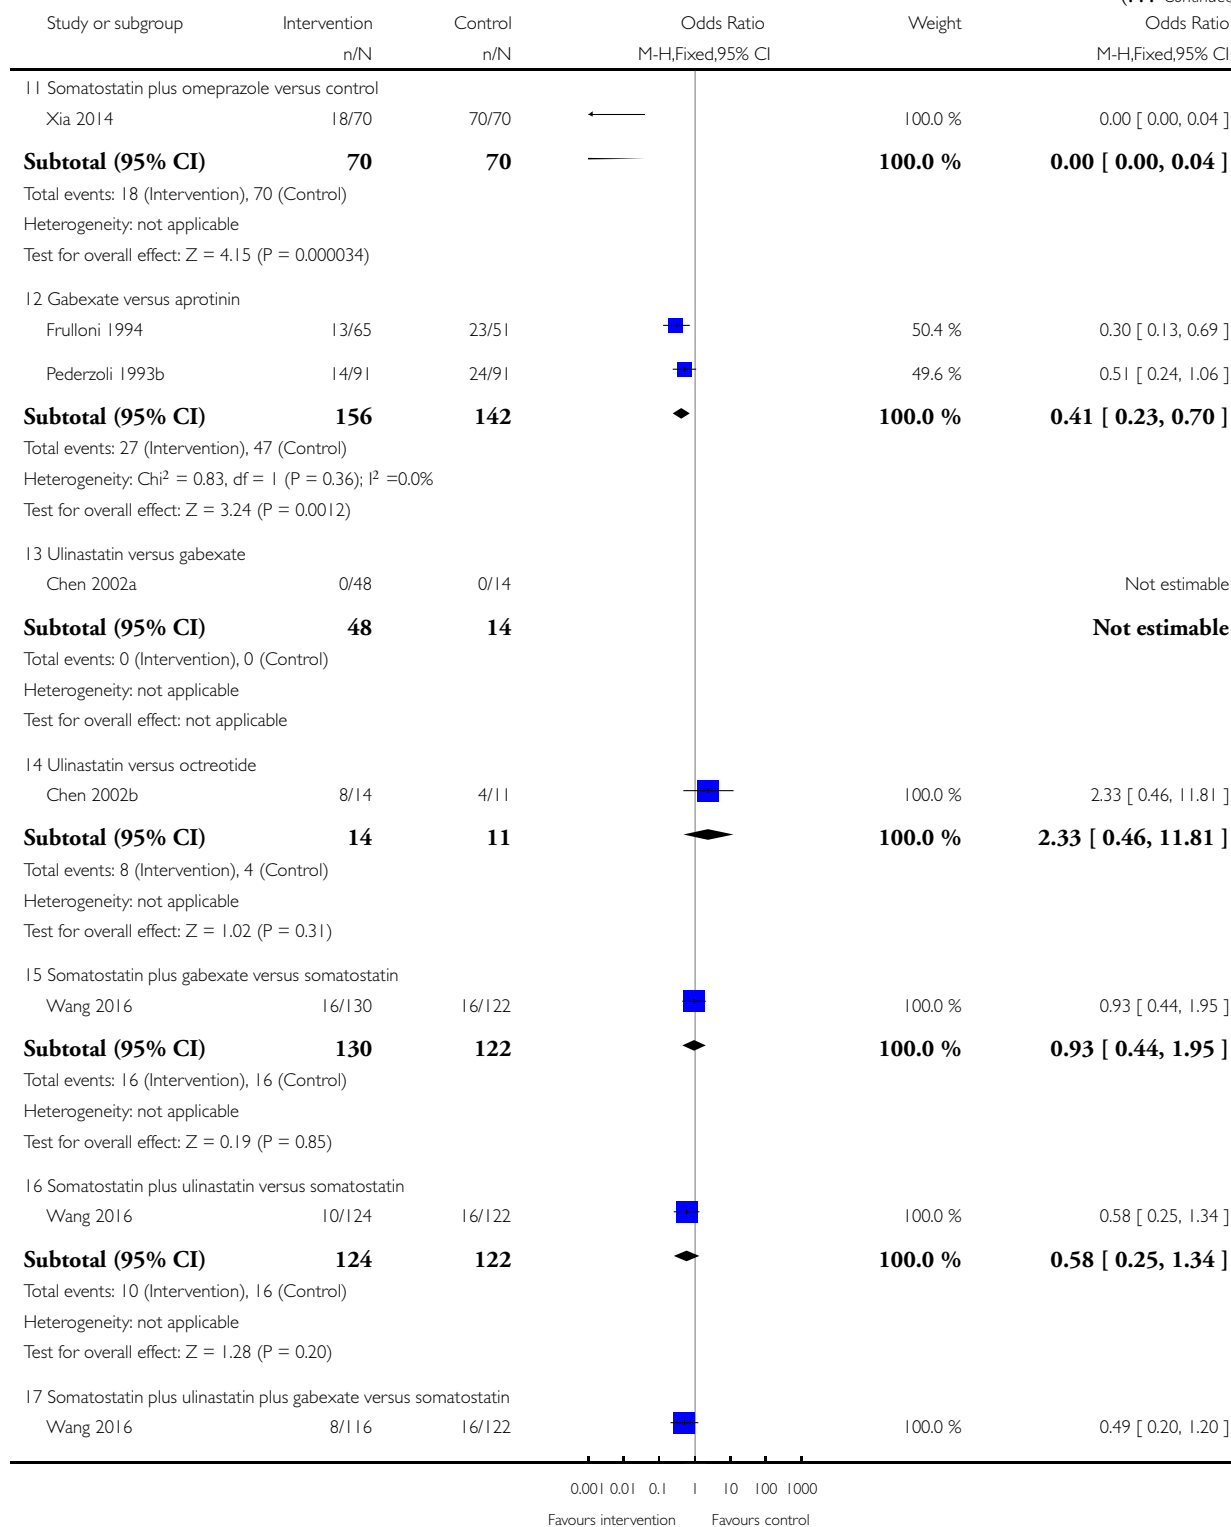 Study or subgroup Intervention Control Odds Ratio Weight Odds Ratio
n/N n/N M-H,Fixed,95% CI M-H,Fixed,95% CI
11 Somatostatin plus omeprazole versus control
Xia 2014 18/70 70/70 100.0 % 0.00 [ 0.00, 0.04 ]
Subtotal (95% CI) 70 70 100.0 % 0.00 [ 0.00, 0.04 ]
Total events: 18 (Intervention), 70 (Control)
Heterogeneity: not applicable
Test for overall effect: Z = 4.15 (P = 0.000034)
12 Gabexate versus aprotinin
Frulloni 1994 13/65 23/51 50.4 % 0.30 [ 0.13, 0.69 ]
Pederzoli 1993b 14/91 24/91 49.6 % 0.51 [ 0.24, 1.06 ]
Subtotal (95% CI) 156 142 100.0 % 0.41 [ 0.23, 0.70 ]
Total events: 27 (Intervention), 47 (Control)
Heterogeneity: Chi² = 0.83, df = 1 (P = 0.36); I² =0.0%
Test for overall effect: Z = 3.24 (P = 0.0012)
13 Ulinastatin versus gabexate
Chen 2002a 0/48 0/14 Not estimable
Subtotal (95% CI) 48 14 Not estimable
Total events: 0 (Intervention), 0 (Control)
Heterogeneity: not applicable
Test for overall effect: not applicable
14 Ulinastatin versus octreotide
Chen 2002b 8/14 4/11 100.0 % 2.33 [ 0.46, 11.81 ]
Subtotal (95% CI) 14 11 100.0 % 2.33 [ 0.46, 11.81 ]
Total events: 8 (Intervention), 4 (Control)
Heterogeneity: not applicable
Test for overall effect: Z = 1.02 (P = 0.31)
15 Somatostatin plus gabexate versus somatostatin
Wang 2016 16/130 16/122 100.0 % 0.93 [ 0.44, 1.95 ]
Subtotal (95% CI) 130 122 100.0 % 0.93 [ 0.44, 1.95 ]
Total events: 16 (Intervention), 16 (Control)
Heterogeneity: not applicable
Test for overall effect: Z = 0.19 (P = 0.85)
16 Somatostatin plus ulinastatin versus somatostatin
Wang 2016 10/124 16/122 100.0 % 0.58 [ 0.25, 1.34 ]
Subtotal (95% CI) 124 122 100.0 % 0.58 [ 0.25, 1.34 ]
Total events: 10 (Intervention), 16 (Control)
Heterogeneity: not applicable
Test for overall effect: Z = 1.28 (P = 0.20)
17 Somatostatin plus ulinastatin plus gabexate versus somatostatin
Wang 2016 8/116 16/122 100.0 % 0.49 [ 0.20, 1.20 ]
0.001 0.01 0.1 1 10 100 1000
Favours intervention Favours control